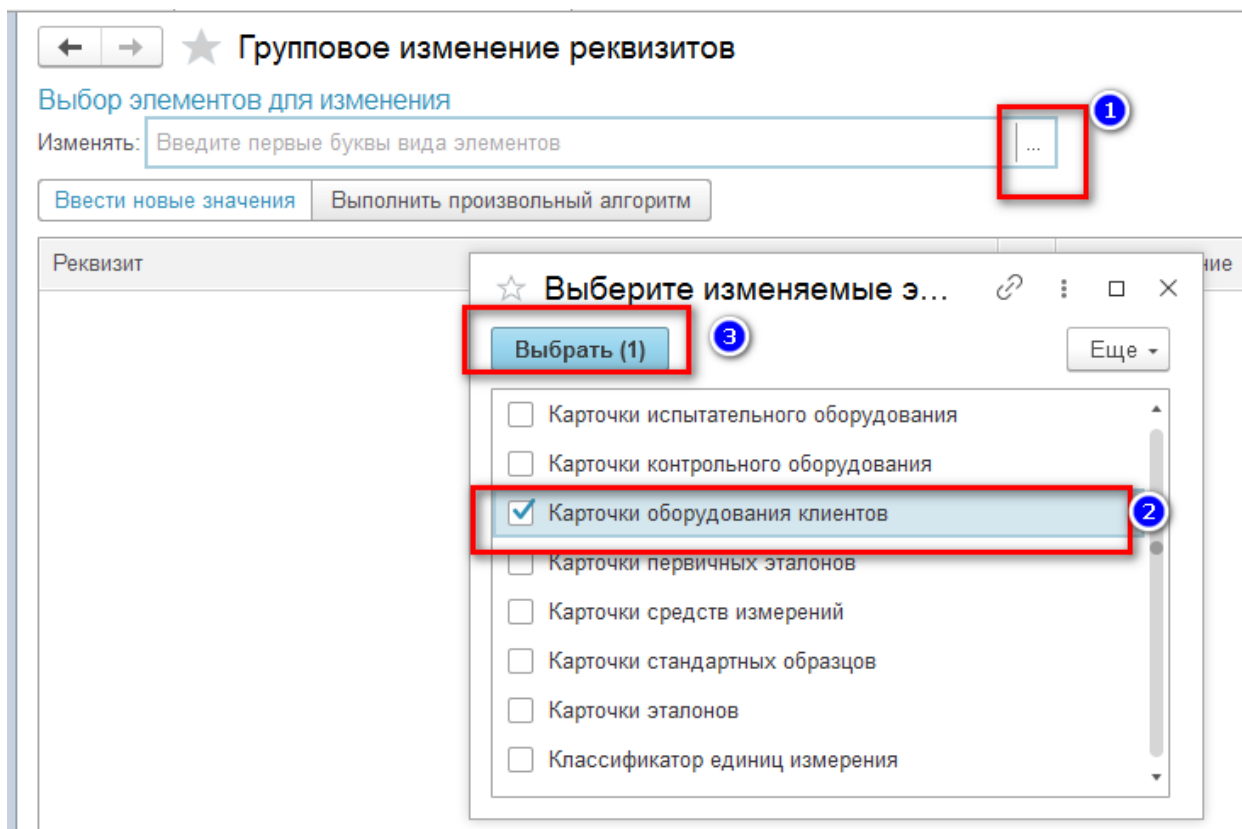 Групповое изменение реквизитов
Выбор элементов для изменения
Изменять: Введите первые буквы вида элементов ...
1
Ввести новые значения Выполнить произвольный алгоритм
Реквизит
ние
Выберите изменяемые э...
Выбрать (1)
3
Еще
Карточки испытательного оборудования
Карточки контрольного оборудования
Карточки оборудования клиентов
2
Карточки первичных эталонов
Карточки средств измерений
Карточки стандартных образцов
Карточки эталонов
Классификатор единиц измерения